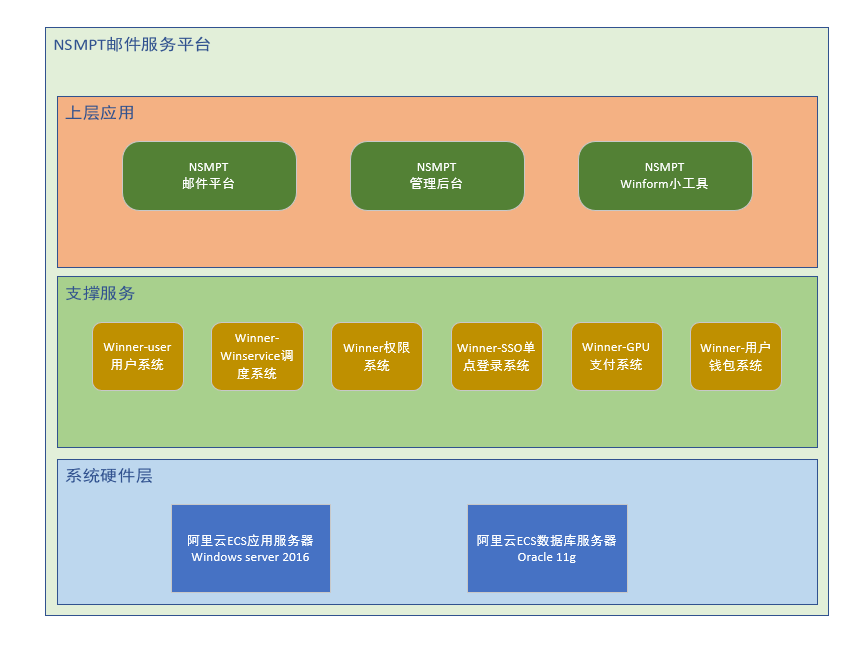 NSMPT邮件服务平台
上层应用
NSMPT
邮件平台
NSMPT
管理后台
NSMPT
Winform小工具
支撑服务
Winner-user
用户系统
Winner-
Winservice调
度系统
Winner权限
系统
Winner-SSO单
点登录系统
Winner-GPU
支付系统
Winner-用户
钱包系统
系统硬件层
阿里云ECS应用服务器
Windows server 2016
阿里云ECS数据库服务器
Oracle 11g